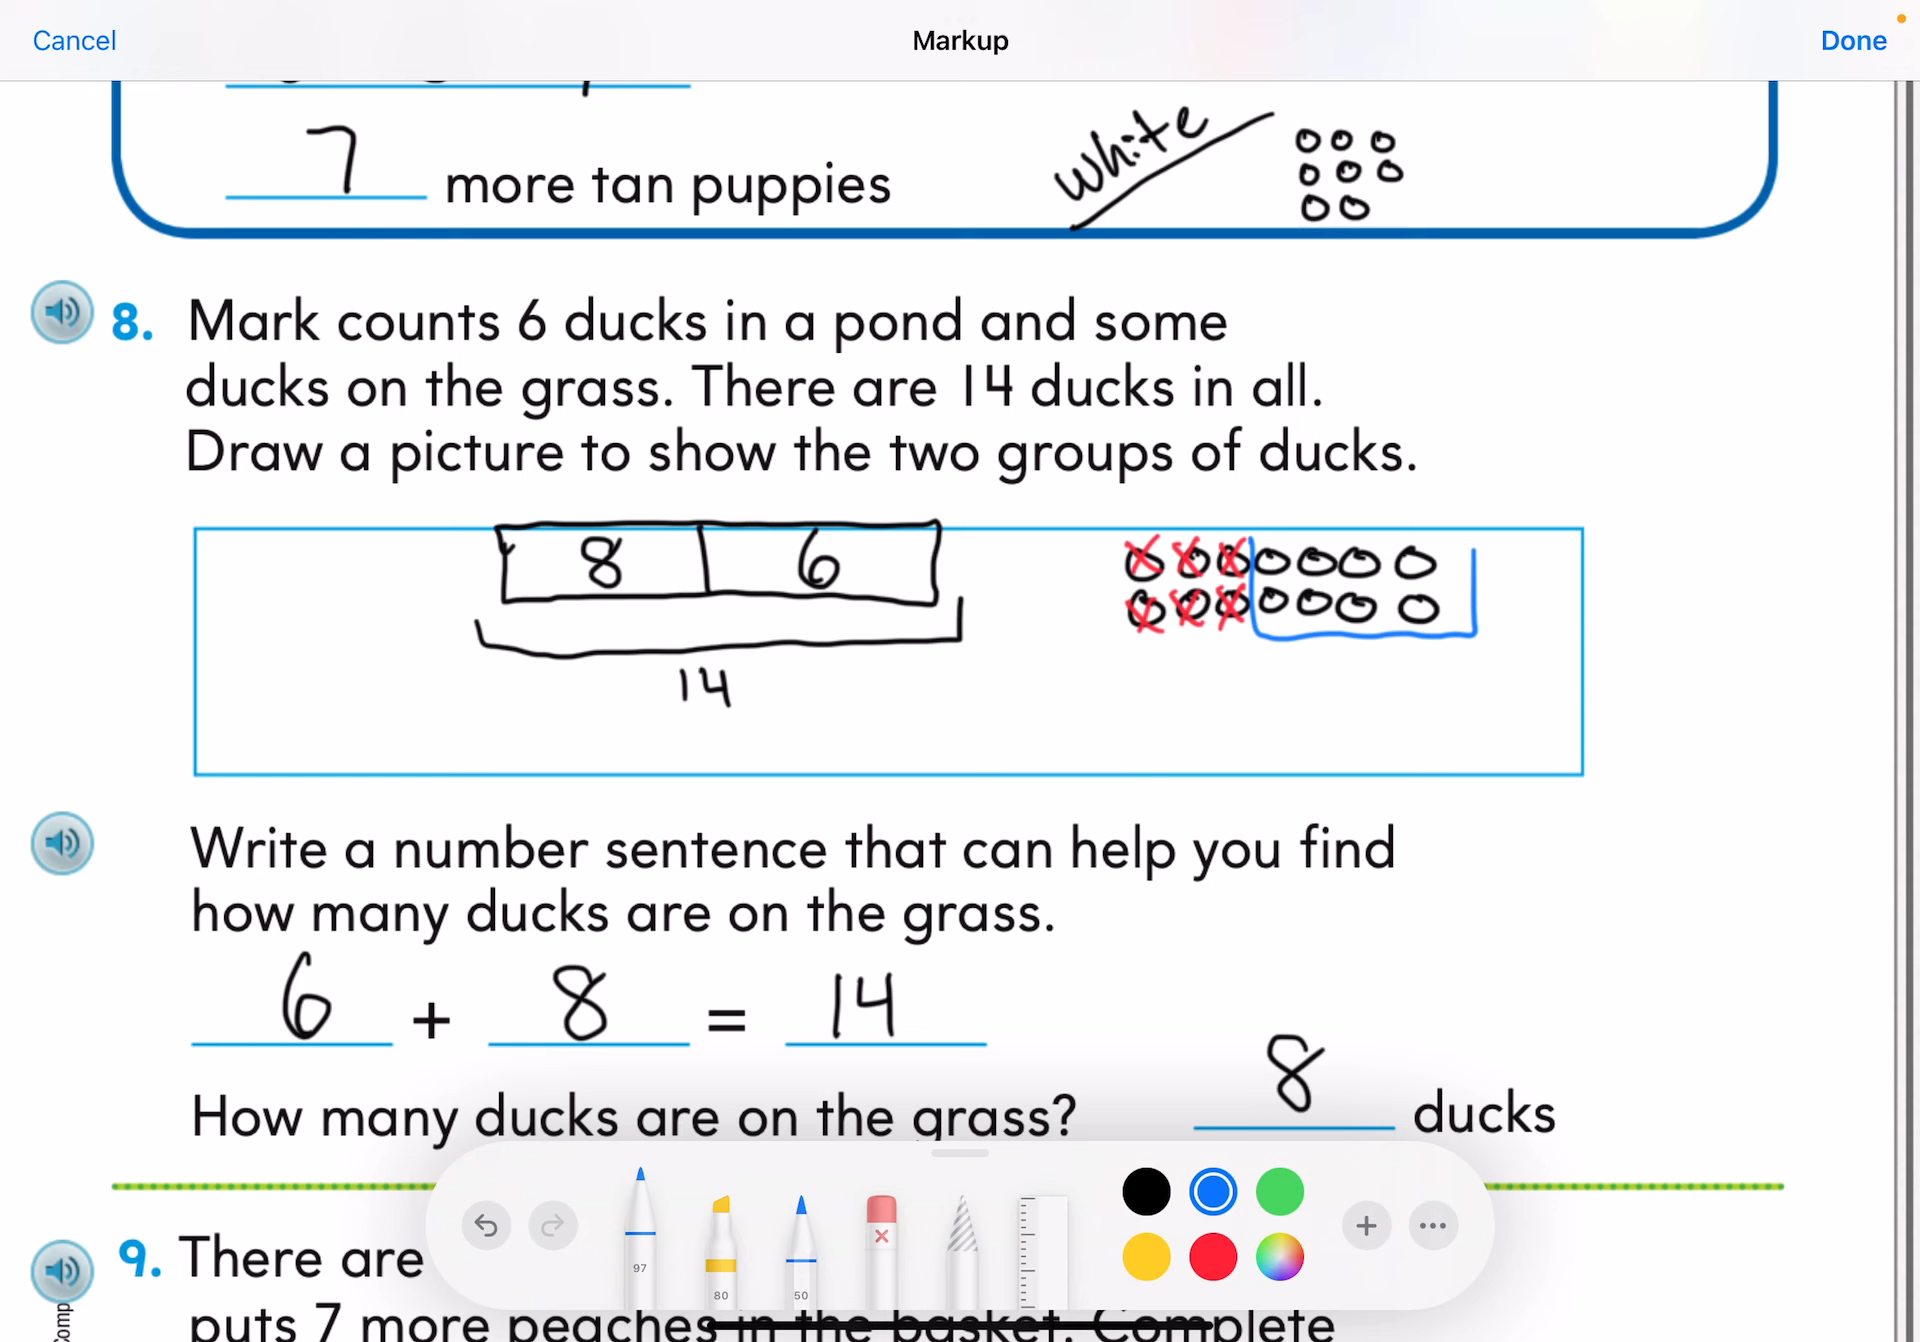 Cancel Markup Done
7 more tan puppies
white
8. Mark counts 6 ducks in a pond and some
ducks on the grass. There are 14 ducks in all.
Draw a picture to show the two groups of ducks.
8 6
14
Write a number sentence that can help you find
how many ducks are on the grass.
6 + 8 = 14
How many ducks are on the grass? 8 ducks
97 80 50
9. There are
puts 7 more peaches in the basket. Complete
Comp